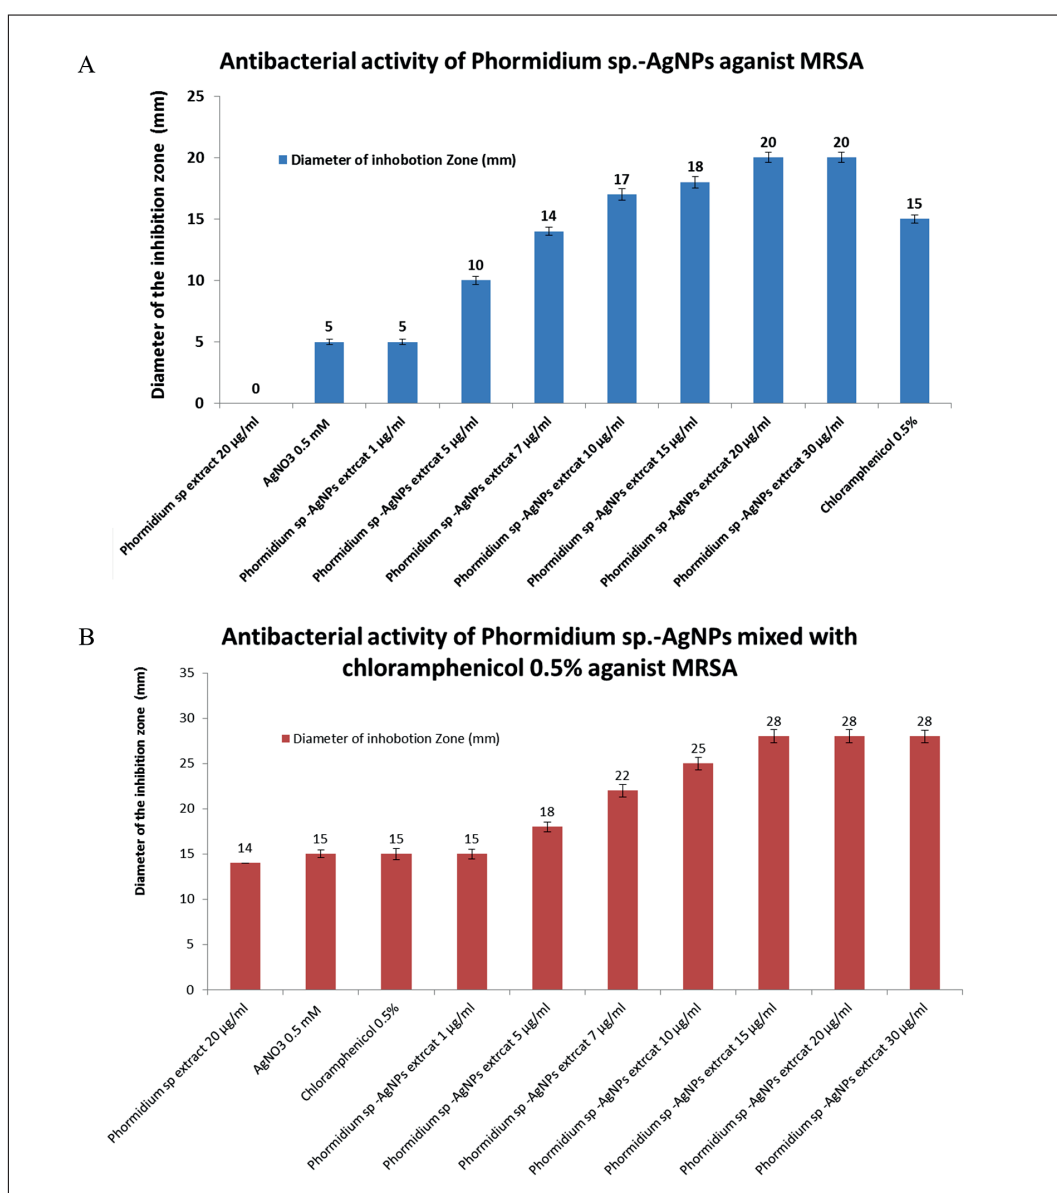 A
Antibacterial activity of Phormidium sp.-AgNPs aganist MRSA
Diameter of the inhibition zone (mm)
25
20
15
10
5
0
Diameter of inhobotion Zone (mm)
0
5
5
10
14
17
18
20
20
15
Phormidium sp extract 20 µg/ml
AgNO3 0.5 mM
Phormidium sp -AgNPs extrcat 1 µg/ml
Phormidium sp -AgNPs extrcat 5 µg/ml
Phormidium sp -AgNPs extrcat 7 µg/ml
Phormidium sp -AgNPs extrcat 10 µg/ml
Phormidium sp -AgNPs extrcat 15 µg/ml
Phormidium sp -AgNPs extrcat 20 µg/ml
Phormidium sp -AgNPs extrcat 30 µg/ml
Chloramphenicol 0.5%
B
Antibacterial activity of Phormidium sp.-AgNPs mixed with
chloramphenicol 0.5% aganist MRSA
Diameter of the inhibition zone (mm)
35
30
25
20
15
10
5
0
Diameter of inhobotion Zone (mm)
14
15
15
15
18
22
25
28
28
28
Phormidium sp extrcat 20 µg/ml
AgNO3 0.5 mM
Chloramphenicol 0.5%
Phormidium sp -AgNPs extrcat 1 µg/ml
Phormidium sp -AgNPs extrcat 5 µg/ml
Phormidium sp -AgNPs extrcat 7 µg/ml
Phormidium sp -AgNPs extrcat 10 µg/ml
Phormidium sp -AgNPs extrcat 15 µg/ml
Phormidium sp -AgNPs extrcat 20 µg/ml
Phormidium sp -AgNPs extrcat 30 µg/ml